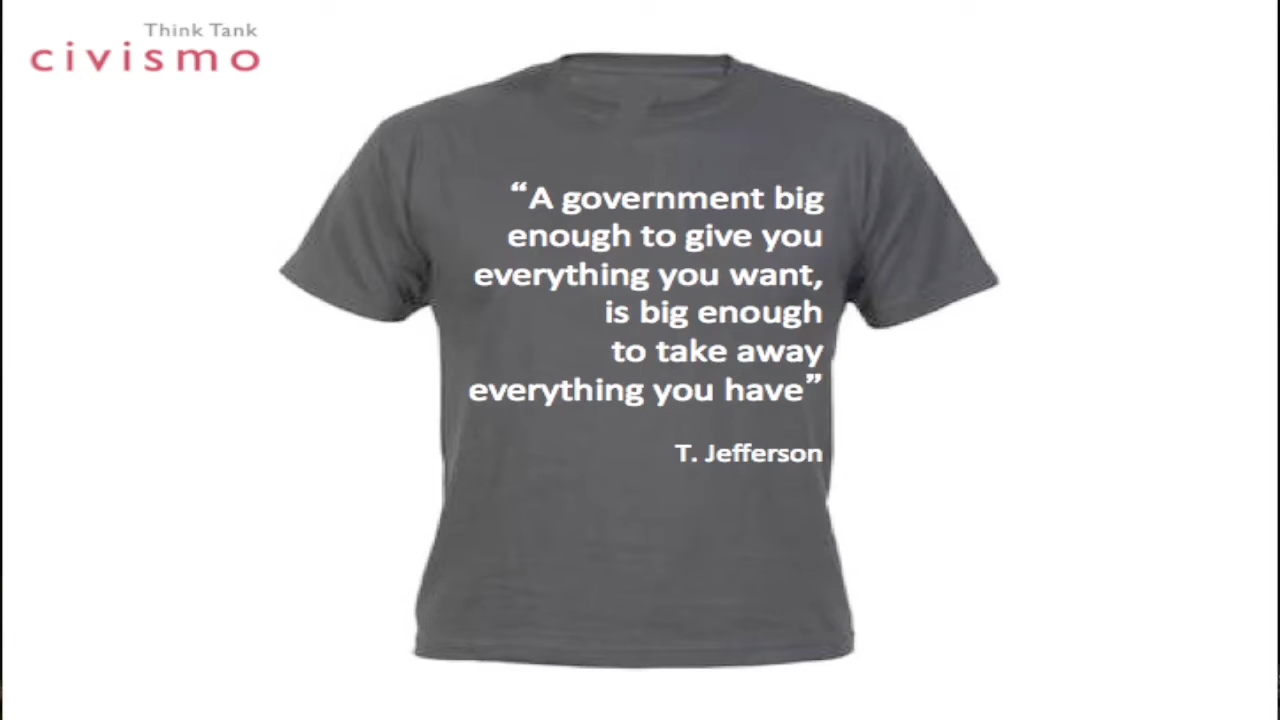 Think Tank
civismo
“A government big
enough to give you
everything you want,
is big enough
to take away
everything you have”
T. Jefferson